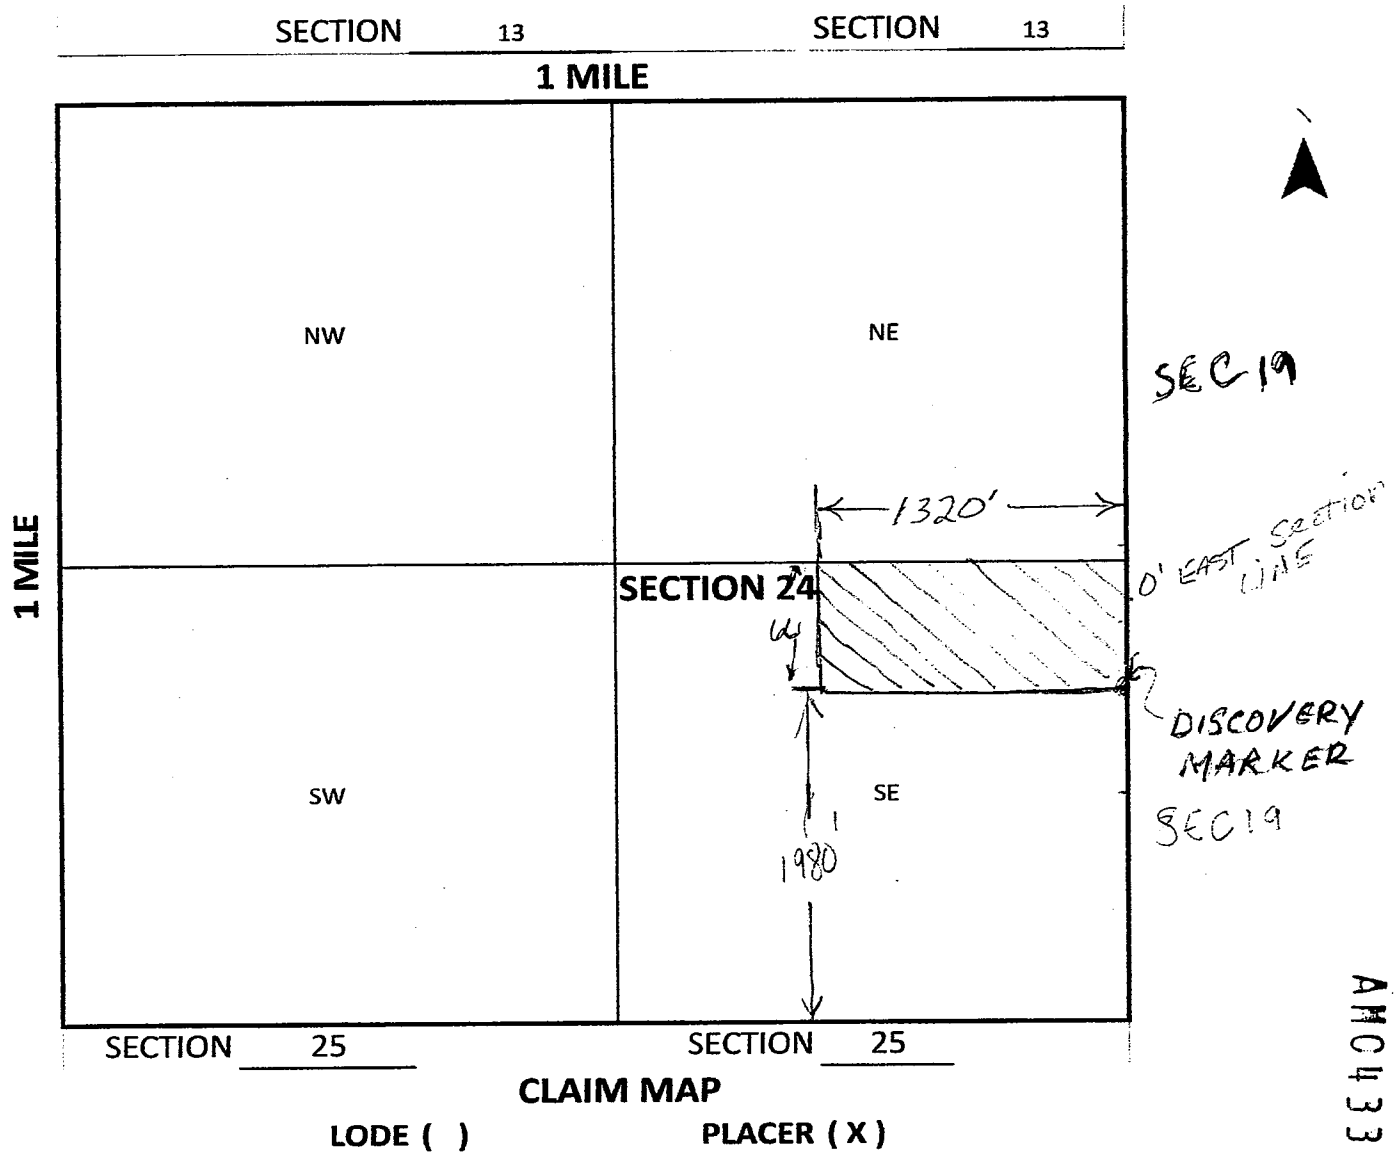 SECTION 13 SECTION 13
1 MILE
NW NE
SEC 19
1320'
1 MILE
0' EAST Section
LINE
SECTION 24
DISCOVERY
MARKER
SW SE
SEC 19
1980'
SECTION 25 SECTION 25
CLAIM MAP
LODE ( ) PLACER ( X )
AMC433